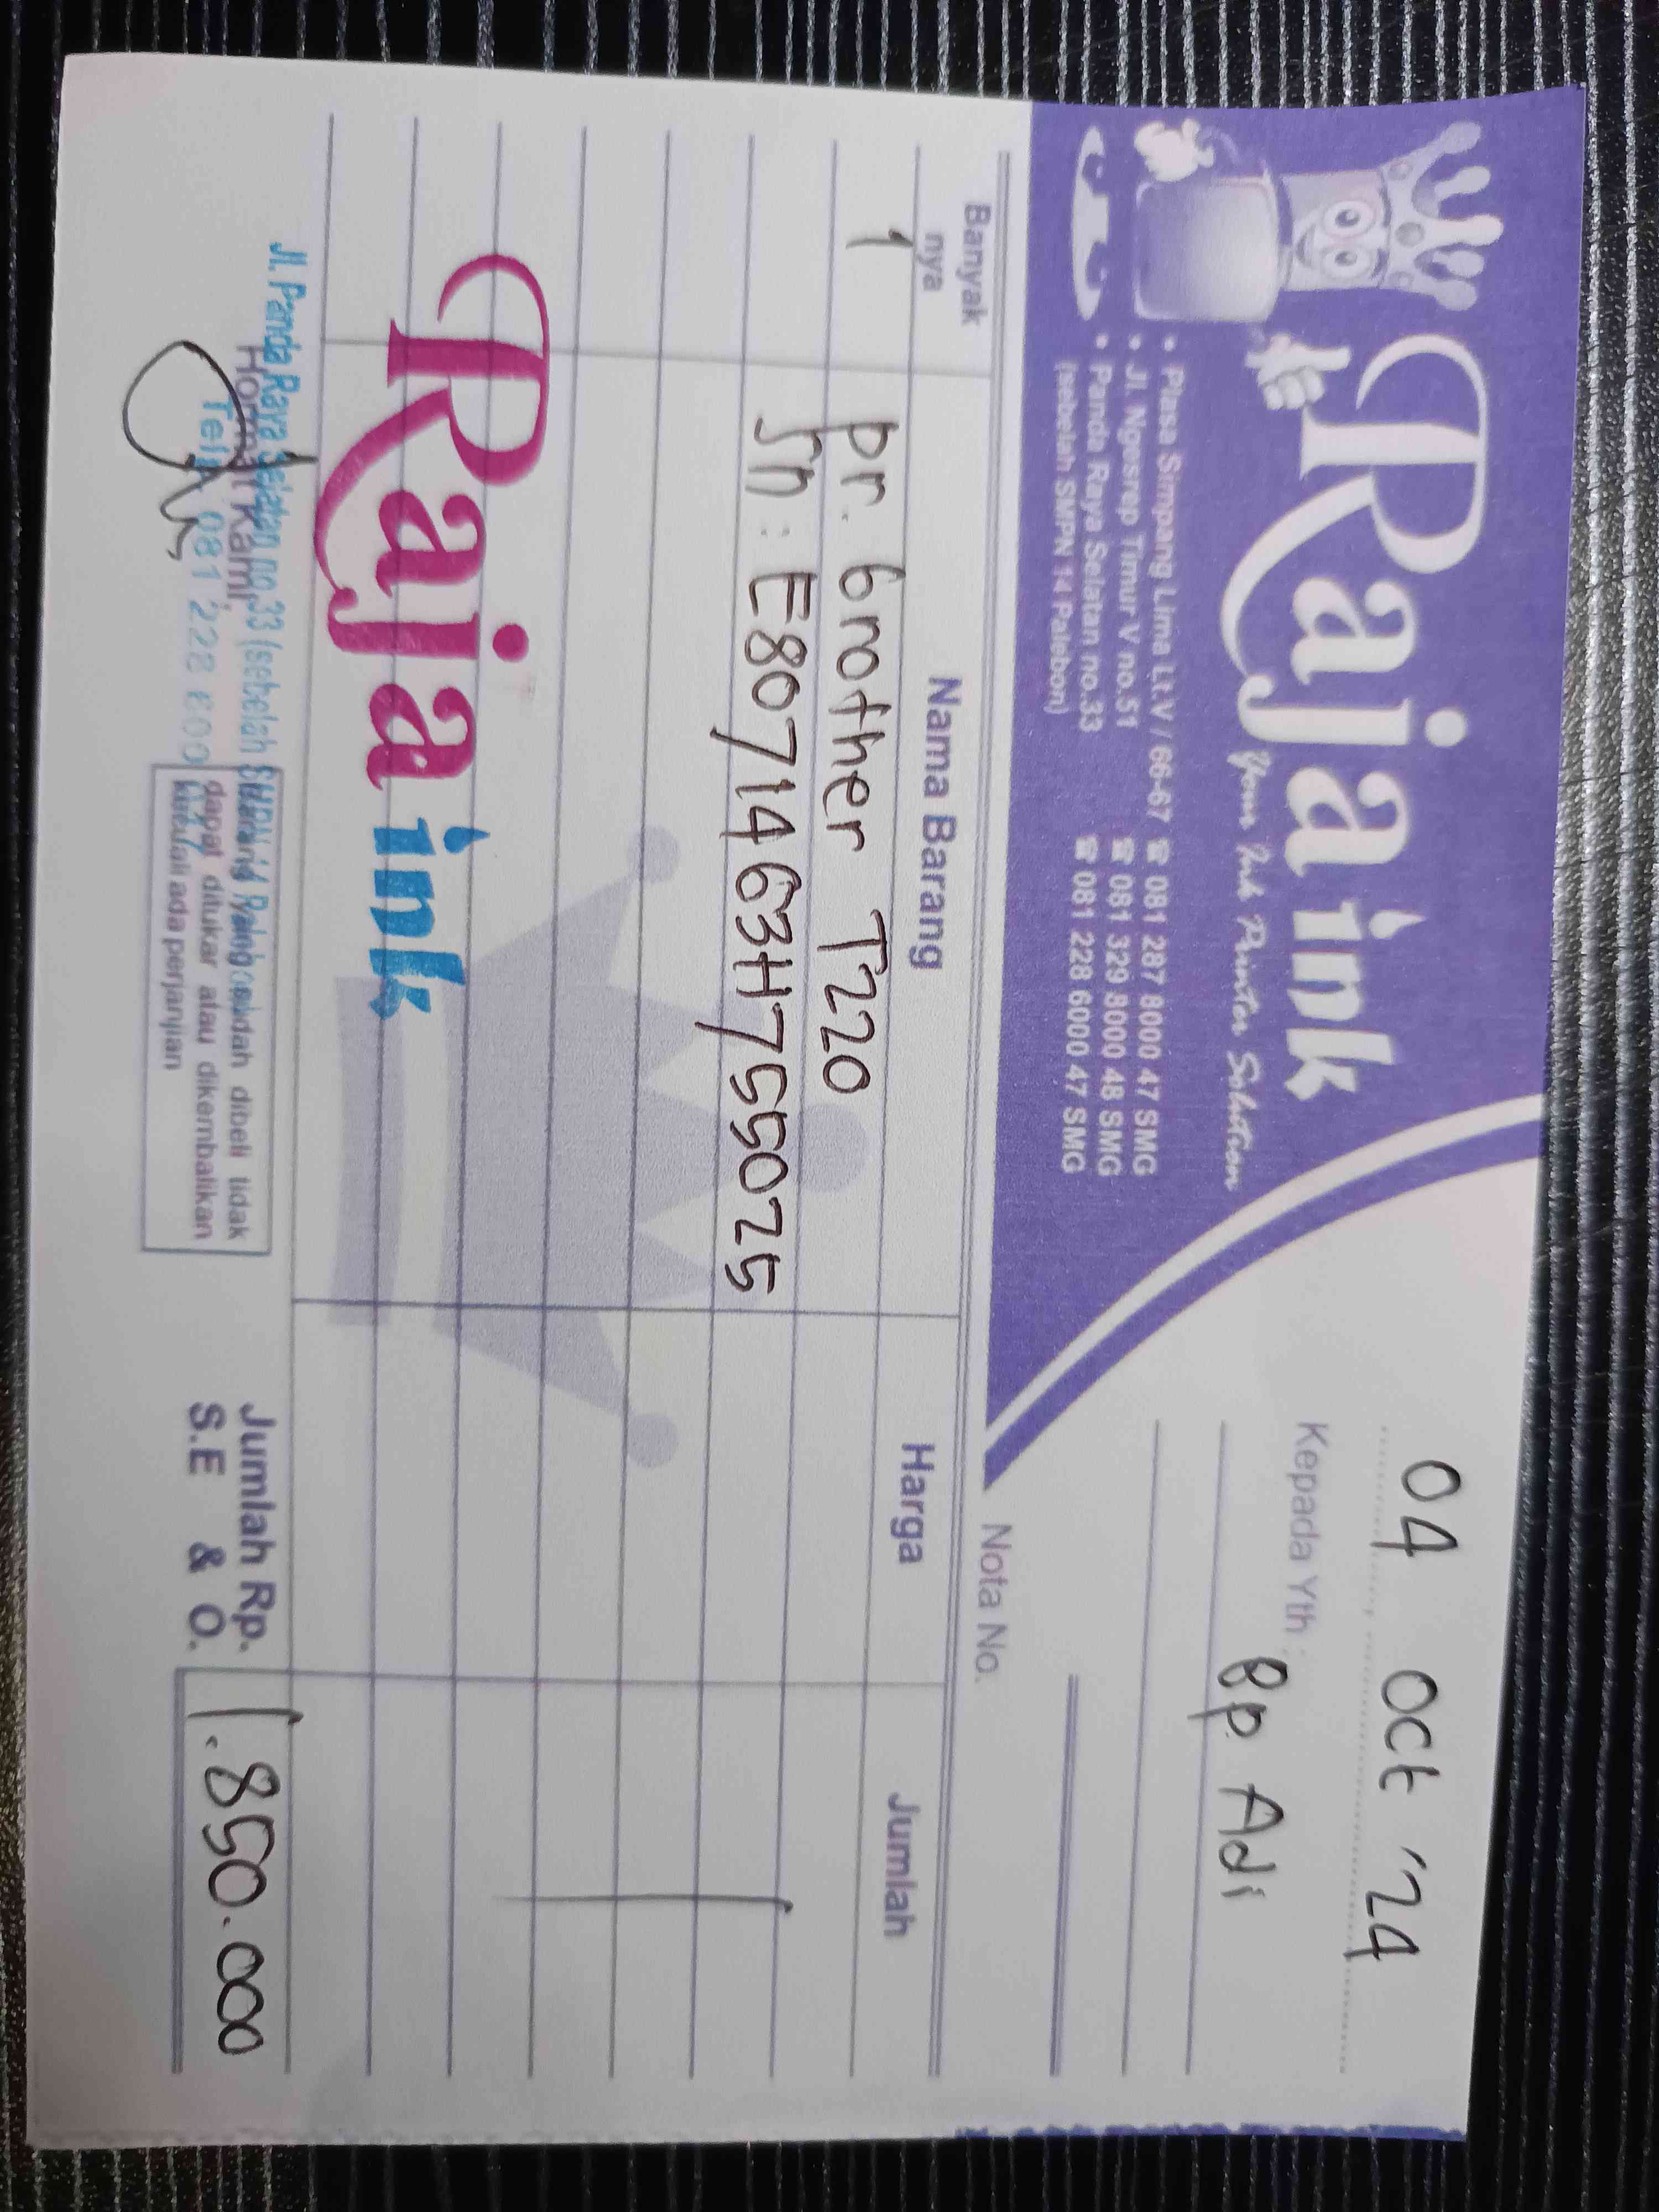 Raja ink
Your Ink Printer Solution
• Plasa Simpang Lima Lt.V / 66-67 ☎ 081 287 8000 47 SMG
• Jl. Ngesrep Timur V no.51 ☎ 081 329 8000 48 SMG
• Panda Raya Selatan no.33 ☎ 081 228 6000 47 SMG
(sebelah SMPN 14 Palebon)
04 Oct '24
Kepada Yth :
Bp. Adi
Nota No.
Banyak nya Nama Barang Harga Jumlah
1 pr. brother T220
sn : E80714G3H755025
Raja ink
Jl. Panda Raya Selatan no.33 (sebelah SMPN
Hormat Kami,
Telp. 081 228 600
Barang yang sudah dibeli tidak
dapat ditukar atau dikembalikan
kecuali ada perjanjian
Jumlah Rp. 1.850.000
S.E & O.